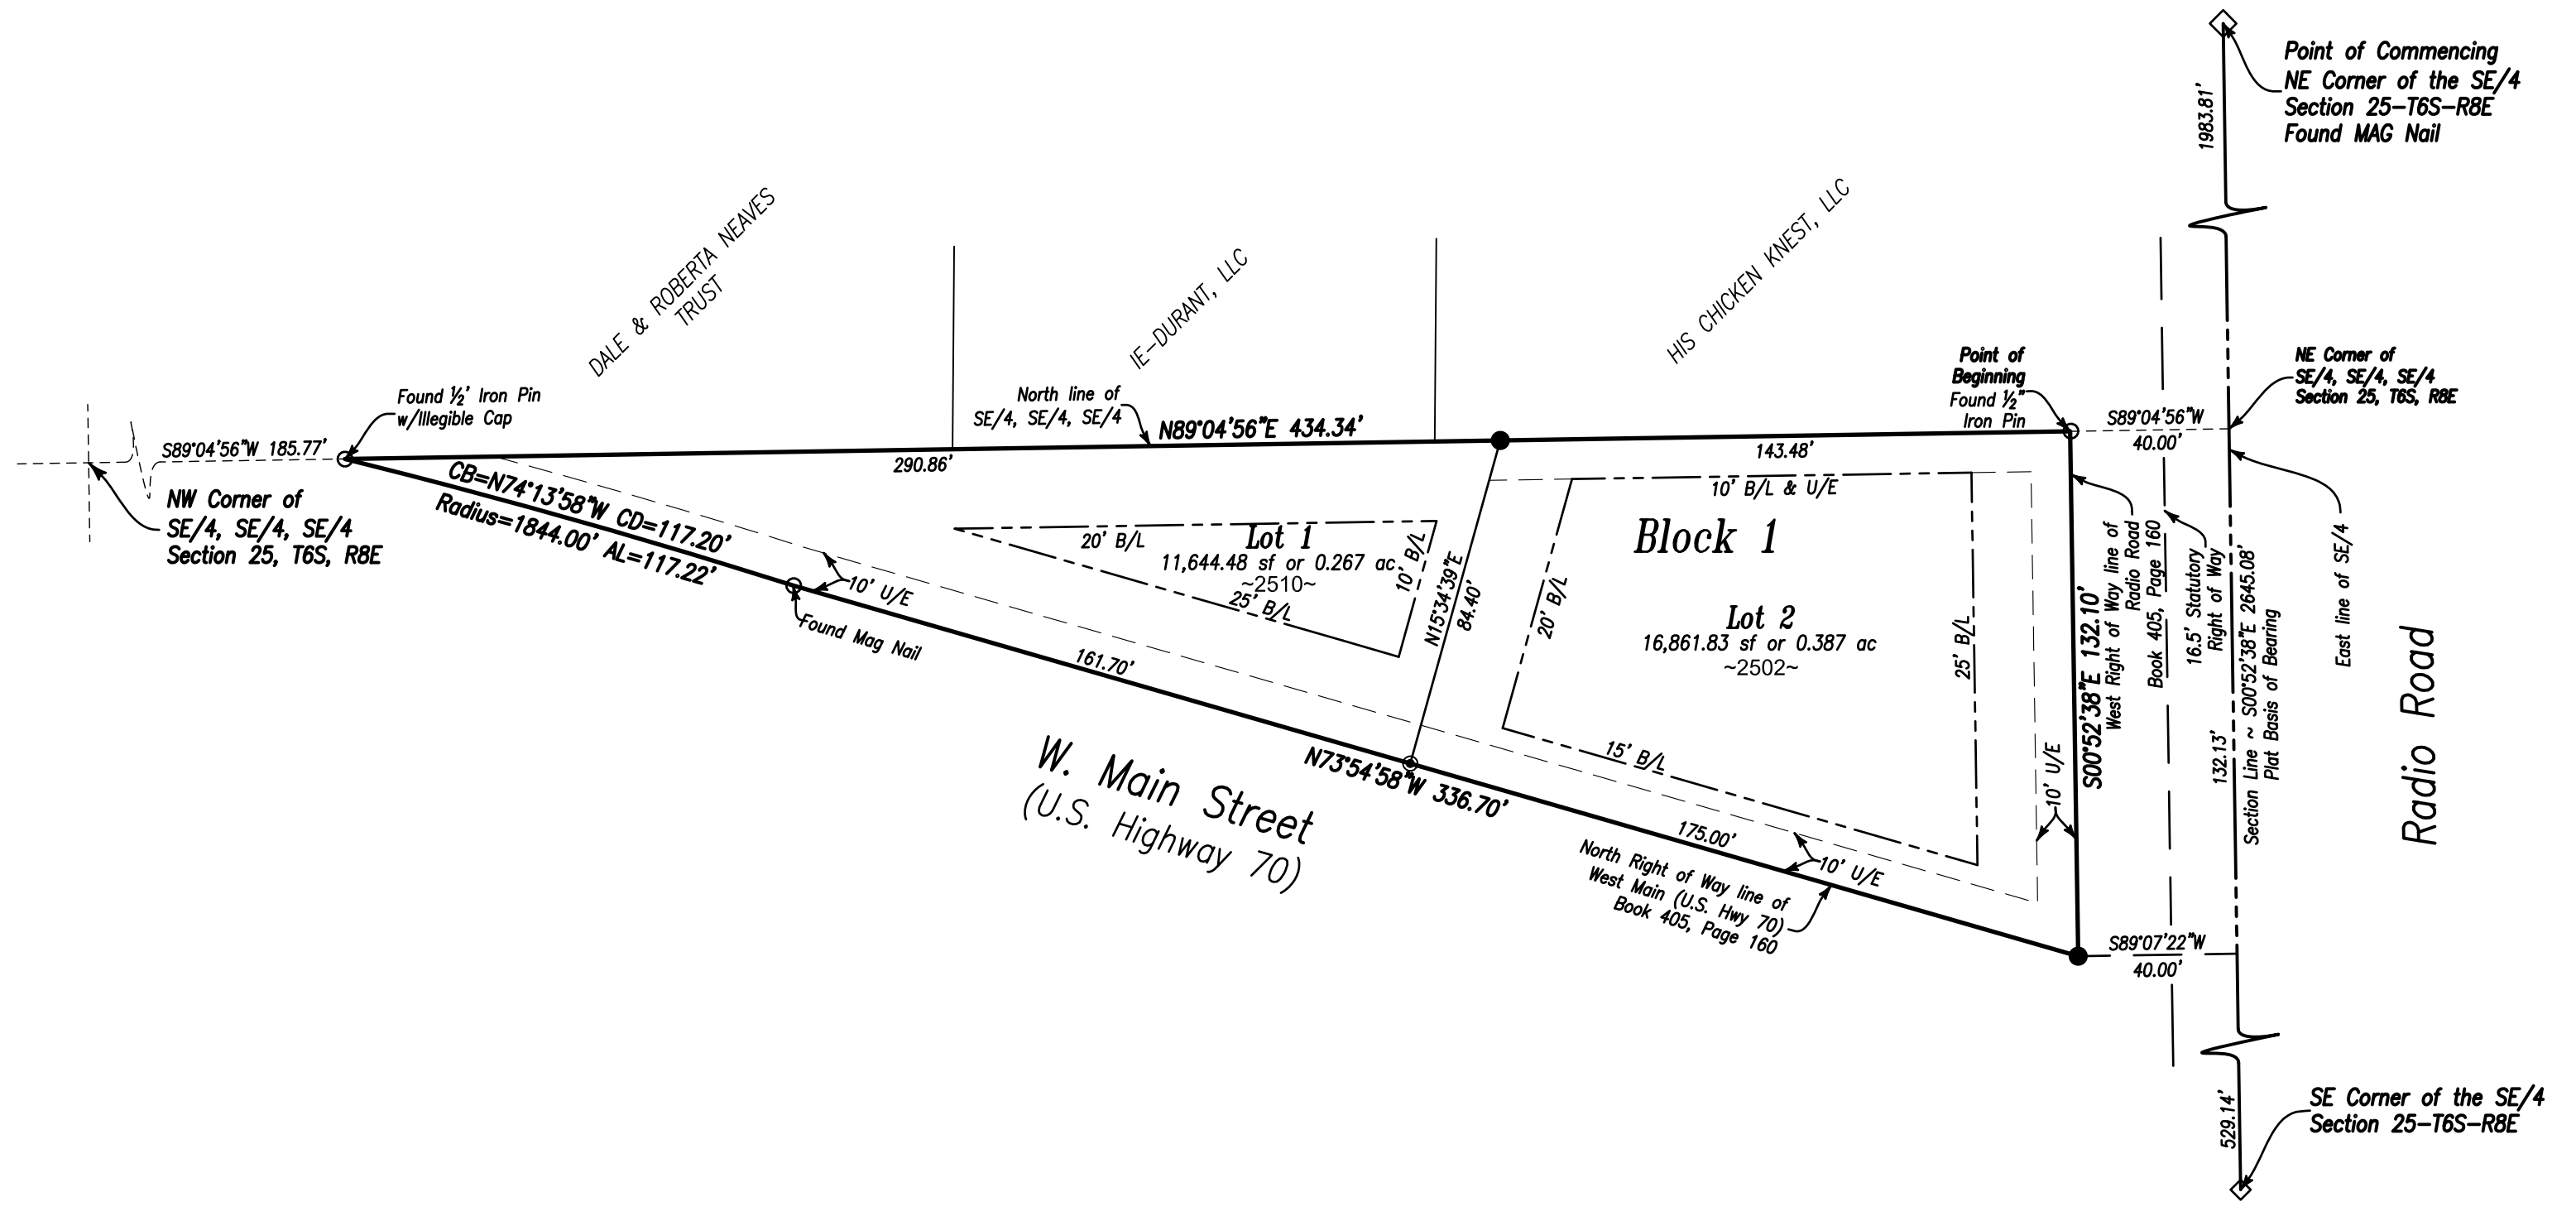 Point of Commencing
NE Corner of the SE/4
Section 25-T6S-R8E
Found MAG Nail
1983.81'
DALE & ROBERTA NEAVES
TRUST
IE-DURANT, LLC
HIS CHICKEN KNEST, LLC
Found ½' Iron Pin
w/Illegible Cap
North line of
SE/4, SE/4, SE/4
N89°04'56"E 434.34'
Point of
Beginning
Found ½"
Iron Pin
S89°04'56"W
40.00'
NE Corner of
SE/4, SE/4, SE/4
Section 25, T6S, R8E
S89°04'56"W 185.77'
NW Corner of
SE/4, SE/4, SE/4
Section 25, T6S, R8E
290.86'
143.48'
CB=N74°13'58"W CD=117.20'
Radius=1844.00' AL=117.22'
10' B/L & U/E
Block 1
20' B/L
Lot 1
11,644.48 sf or 0.267 ac
~2510~
10' B/L
25' B/L
N15°34'39"E
84.40'
20' B/L
Lot 2
16,861.83 sf or 0.387 ac
~2502~
25' B/L
15' B/L
10' U/E
Found Mag Nail
161.70'
N73°54'58"W 336.70'
175.00'
10' U/E
10' U/E
S00°52'38"E 132.10'
West Right of Way line of
Radio Road
Book 405, Page 160
16.5' Statutory
Right of Way
132.13'
Section Line ~ S00°52'38"E 2645.08'
Plat Basis of Bearing
East line of SE/4
Radio Road
W. Main Street
(U.S. Highway 70)
North Right of Way line of
West Main (U.S. Hwy 70)
Book 405, Page 160
S89°07'22"W
40.00'
529.14'
SE Corner of the SE/4
Section 25-T6S-R8E